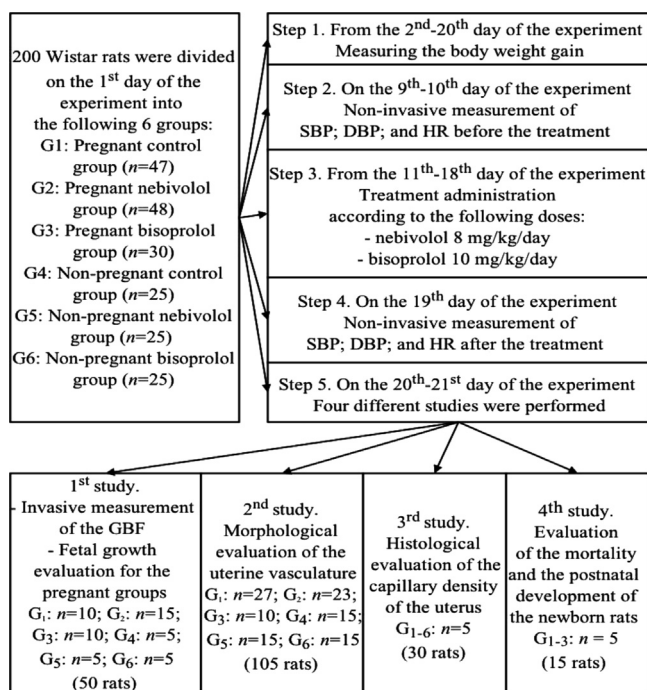 200 Wistar rats were divided
on the 1st day of the
experiment into
the following 6 groups:
G1: Pregnant control
group (n=47)
G2: Pregnant nebivolol
group (n=48)
G3: Pregnant bisoprolol
group (n=30)
G4: Non-pregnant control
group (n=25)
G5: Non-pregnant nebivolol
group (n=25)
G6: Non-pregnant bisoprolol
group (n=25)
Step 1. From the 2nd-20th day of the experiment
Measuring the body weight gain
Step 2. On the 9th-10th day of the experiment
Non-invasive measurement of
SBP; DBP; and HR before the treatment
Step 3. From the 11th-18th day of the experiment
Treatment administration
according to the following doses:
- nebivolol 8 mg/kg/day
- bisoprolol 10 mg/kg/day
Step 4. On the 19th day of the experiment
Non-invasive measurement of
SBP; DBP; and HR after the treatment
Step 5. On the 20th-21st day of the experiment
Four different studies were performed
1st study.
- Invasive measurement
of the GBF
- Fetal growth
evaluation for the
pregnant groups
G1: n=10; G2: n=15;
G3: n=10; G4: n=5;
G5: n=5; G6: n=5
(50 rats)
2nd study.
Morphological
evaluation of the
uterine vasculature
G1: n=27; G2: n=23;
G3: n=10; G4: n=15;
G5: n=15; G6: n=15
(105 rats)
3rd study.
Histological
evaluation of the
capillary density
of the uterus
G1-6: n=5
(30 rats)
4th study.
Evaluation
of the mortality
and the postnatal
development of
the newborn rats
G1-3: n = 5
(15 rats)